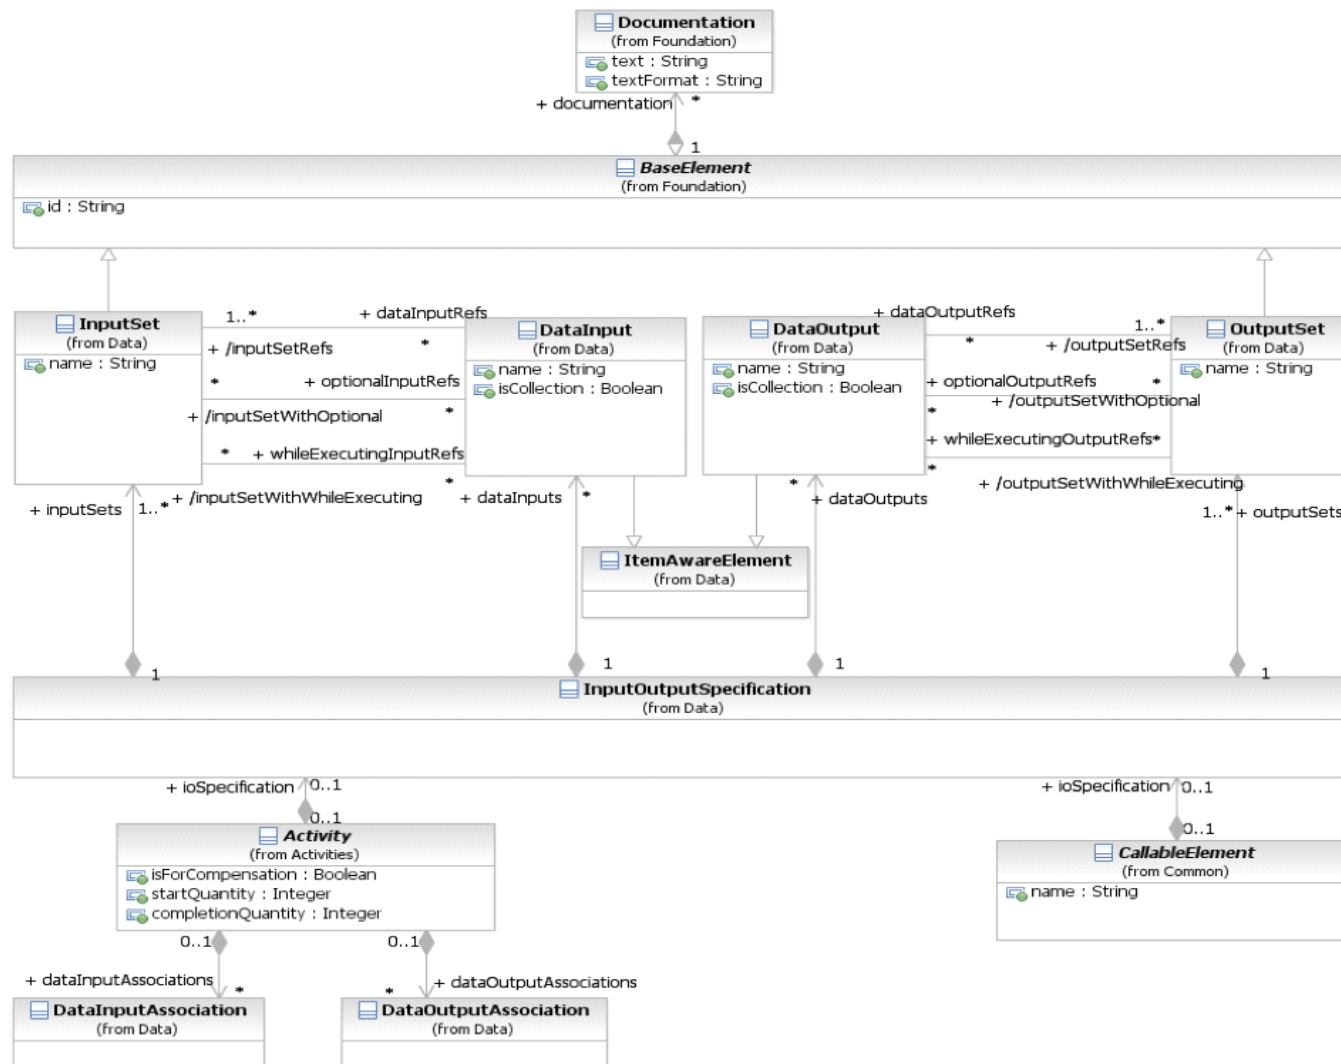 Documentation
(from Foundation)
text : String
textFormat : String
+ documentation
*
1
BaseElement
(from Foundation)
id : String
InputSet
(from Data)
name : String
1..*
+ dataInputRefs
+ /inputSetRefs
*
*
+ optionalInputRefs
+ /inputSetWithOptional
*
*
+ whileExecutingInputRefs
+ /inputSetWithWhileExecuting
*
DataInput
(from Data)
name : String
isCollection : Boolean
DataOutput
(from Data)
name : String
isCollection : Boolean
+ dataOutputRefs
1..*
*
+ /outputSetRefs
+ optionalOutputRefs
*
*
+ /outputSetWithOptional
+ whileExecutingOutputRefs
*
*
+ /outputSetWithWhileExecuting
OutputSet
(from Data)
name : String
+ inputSets
1..*
+ dataInputs
*
*
+ dataOutputs
1..*
+ outputSets
ItemAwareElement
(from Data)
1
1
1
1
InputOutputSpecification
(from Data)
+ ioSpecification
0..1
0..1
+ ioSpecification
0..1
0..1
Activity
(from Activities)
isForCompensation : Boolean
startQuantity : Integer
completionQuantity : Integer
CallableElement
(from Common)
name : String
0..1
0..1
+ dataInputAssociations
*
*
+ dataOutputAssociations
DataInputAssociation
(from Data)
DataOutputAssociation
(from Data)